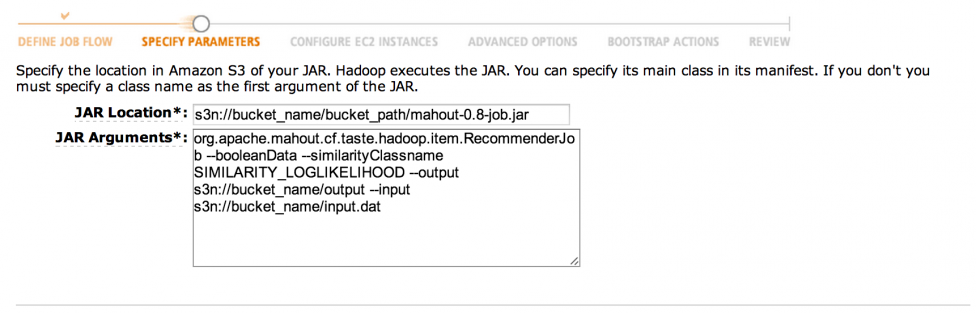 DEFINE JOB FLOW SPECIFY PARAMETERS CONFIGURE EC2 INSTANCES ADVANCED OPTIONS BOOTSTRAP ACTIONS REVIEW
Specify the location in Amazon S3 of your JAR. Hadoop executes the JAR. You can specify its main class in its manifest. If you don't you
must specify a class name as the first argument of the JAR.
JAR Location*: s3n://bucket_name/bucket_path/mahout-0.8-job.jar
JAR Arguments*: org.apache.mahout.cf.taste.hadoop.item.RecommenderJo
b --booleanData --similarityClassname
SIMILARITY_LOGLIKELIHOOD --output
s3n://bucket_name/output --input
s3n://bucket_name/input.dat